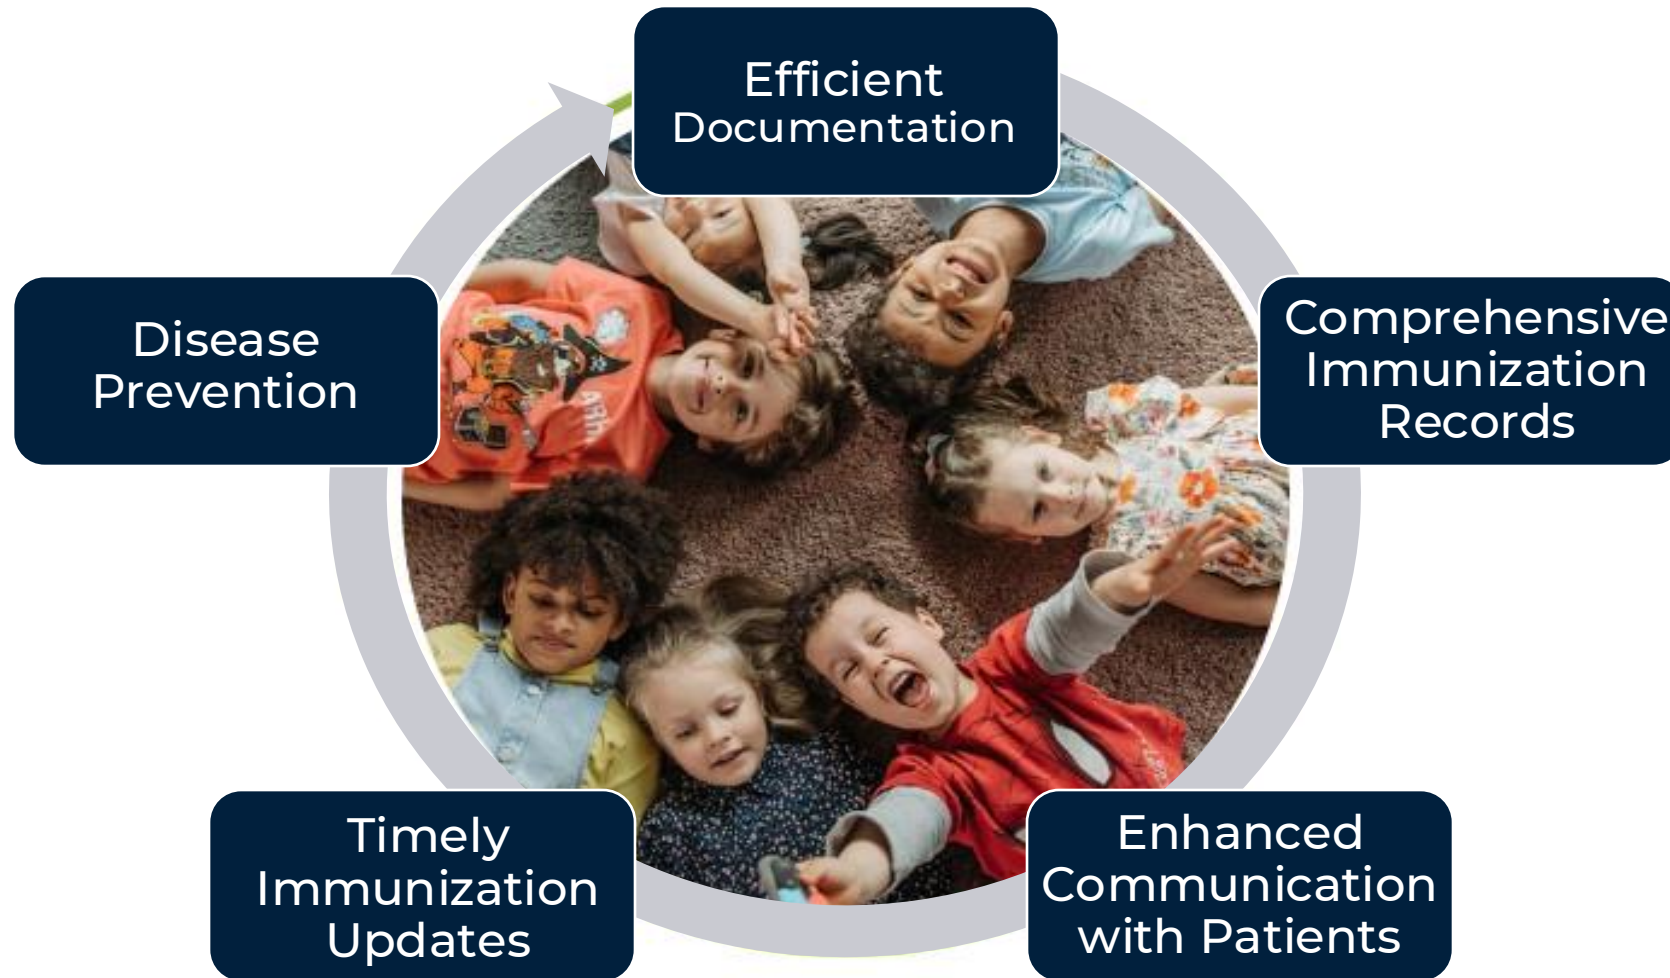 Efficient
Documentation
Comprehensive
Immunization
Records
Enhanced
Communication
with Patients
Timely
Immunization
Updates
Disease
Prevention